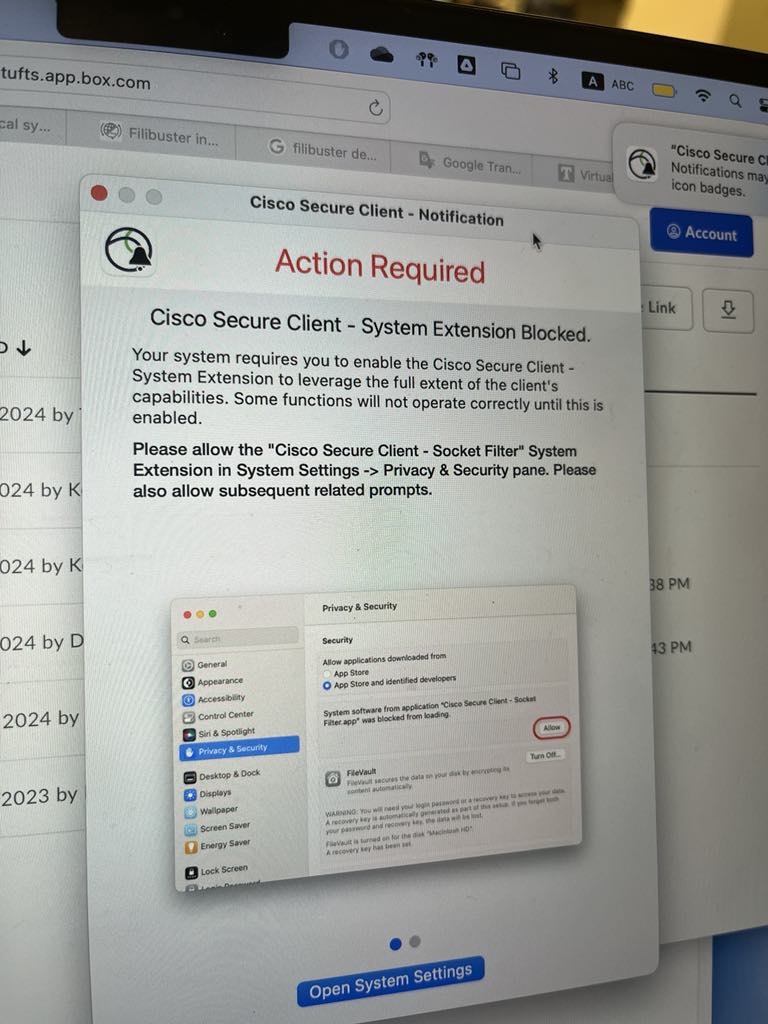 tufts.app.box.com
ABC
cal sy...
Filibuster in...
filibuster de...
Google Tran...
"Cisco Secure Cl
Notifications may
icon badges.
Cisco Secure Client - Notification
Account
Action Required
Link
Cisco Secure Client - System Extension Blocked.
Your system requires you to enable the Cisco Secure Client -
System Extension to leverage the full extent of the client's
capabilities. Some functions will not operate correctly until this is
enabled.
2024 by
Please allow the "Cisco Secure Client - Socket Filter" System
Extension in System Settings -> Privacy & Security pane. Please
also allow subsequent related prompts.
024 by K
024 by K
38 PM
024 by D
43 PM
2024 by
2023 by
Privacy & Security
Search
Security
General
Appearance
Accessibility
Control Center
Siri & Spotlight
Privacy & Security
Desktop & Dock
Displays
Wallpaper
Screen Saver
Energy Saver
Lock Screen
Login Password
Allow applications downloaded from
App Store
App Store and identified developers
System software from application "Cisco Secure Client - Socket
Filter.app" was blocked from loading.
Allow
Turn Off...
FileVault
FileVault secures the data on your disk by encrypting its
content automatically.
WARNING: You will need your login password or a recovery key to access your data.
A recovery key is automatically generated as part of this setup. If you forget both
your password and recovery key, the data will be lost.
FileVault is turned on for the disk "Macintosh HD".
A recovery key has been set.
Open System Settings